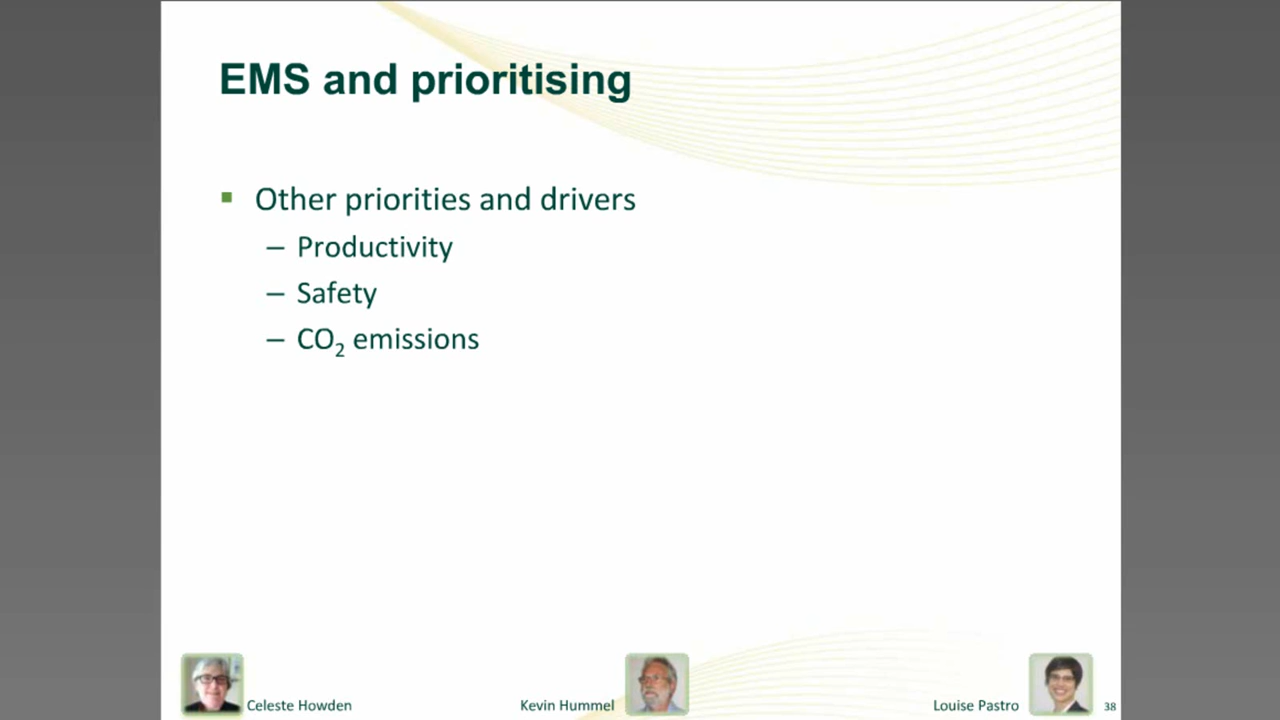 EMS and prioritising
▪ Other priorities and drivers
– Productivity
– Safety
– CO₂ emissions
Celeste Howden
Kevin Hummel
Louise Pastro
38